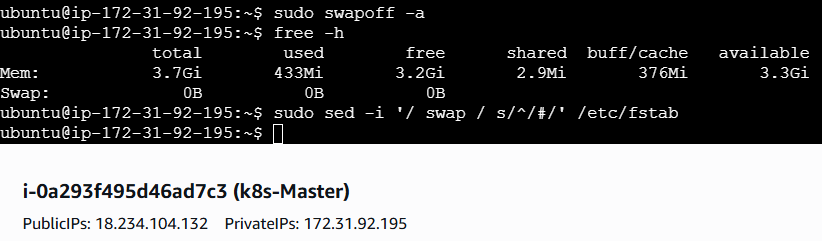 ubuntu@ip-172-31-92-195:~$ sudo swapoff -a
ubuntu@ip-172-31-92-195:~$ free -h
total used free shared buff/cache available
Mem: 3.7Gi 433Mi 3.2Gi 2.9Mi 376Mi 3.3Gi
Swap: 0B 0B 0B
ubuntu@ip-172-31-92-195:~$ sudo sed -i '/ swap / s/^/#/' /etc/fstab
ubuntu@ip-172-31-92-195:~$
i-0a293f495d46ad7c3 (k8s-Master)
PublicIPs: 18.234.104.132 PrivateIPs: 172.31.92.195